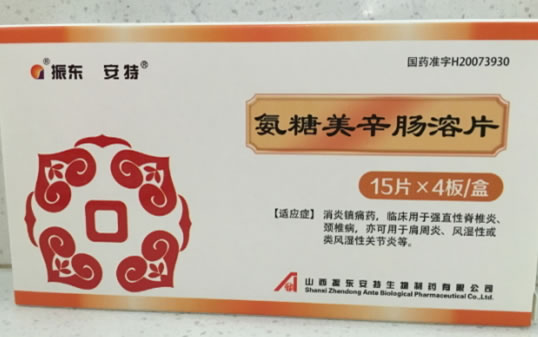 ®振东 安特®
国药准字H20073930
氨糖美辛肠溶片
15片×4板/盒
【适应症】消炎镇痛药，临床用于强直性脊椎炎、
颈椎病，亦可用于肩周炎、风湿性或
类风湿性关节炎等。
山西振东安特生物制药有限公司
Shanxi Zhendong Anta Biological Pharmaceutical Co.,Ltd.